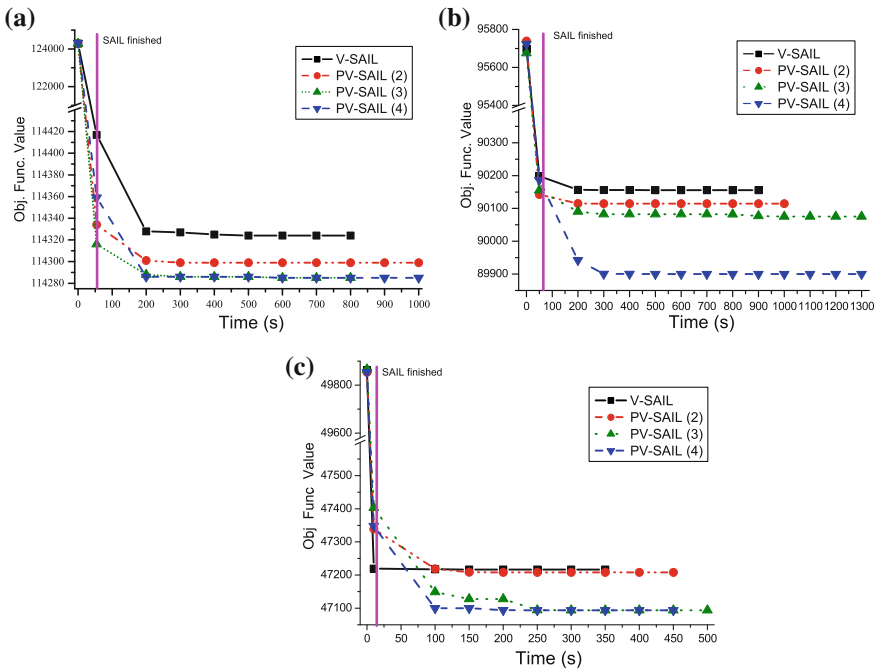 (a)
SAIL finished
V-SAIL
PV-SAIL (2)
PV-SAIL (3)
PV-SAIL (4)
124000
122000
114420
114400
114380
114360
114340
114320
114300
114280
Obj. Func. Value
0 100 200 300 400 500 600 700 800 900 1000
Time (s)
(b)
SAIL finished
V-SAIL
PV-SAIL (2)
PV-SAIL (3)
PV-SAIL (4)
95800
95600
95400
90200
90100
90000
89900
Obj. Func. Value
0 100 200 300 400 500 600 700 800 900 1000 1100 1200 1300
Time (s)
(c)
SAIL finished
V-SAIL
PV-SAIL (2)
PV-SAIL (3)
PV-SAIL (4)
49800
49600
47500
47400
47300
47200
47100
Obj Func Value
0 50 100 150 200 250 300 350 400 450 500
Time (s)